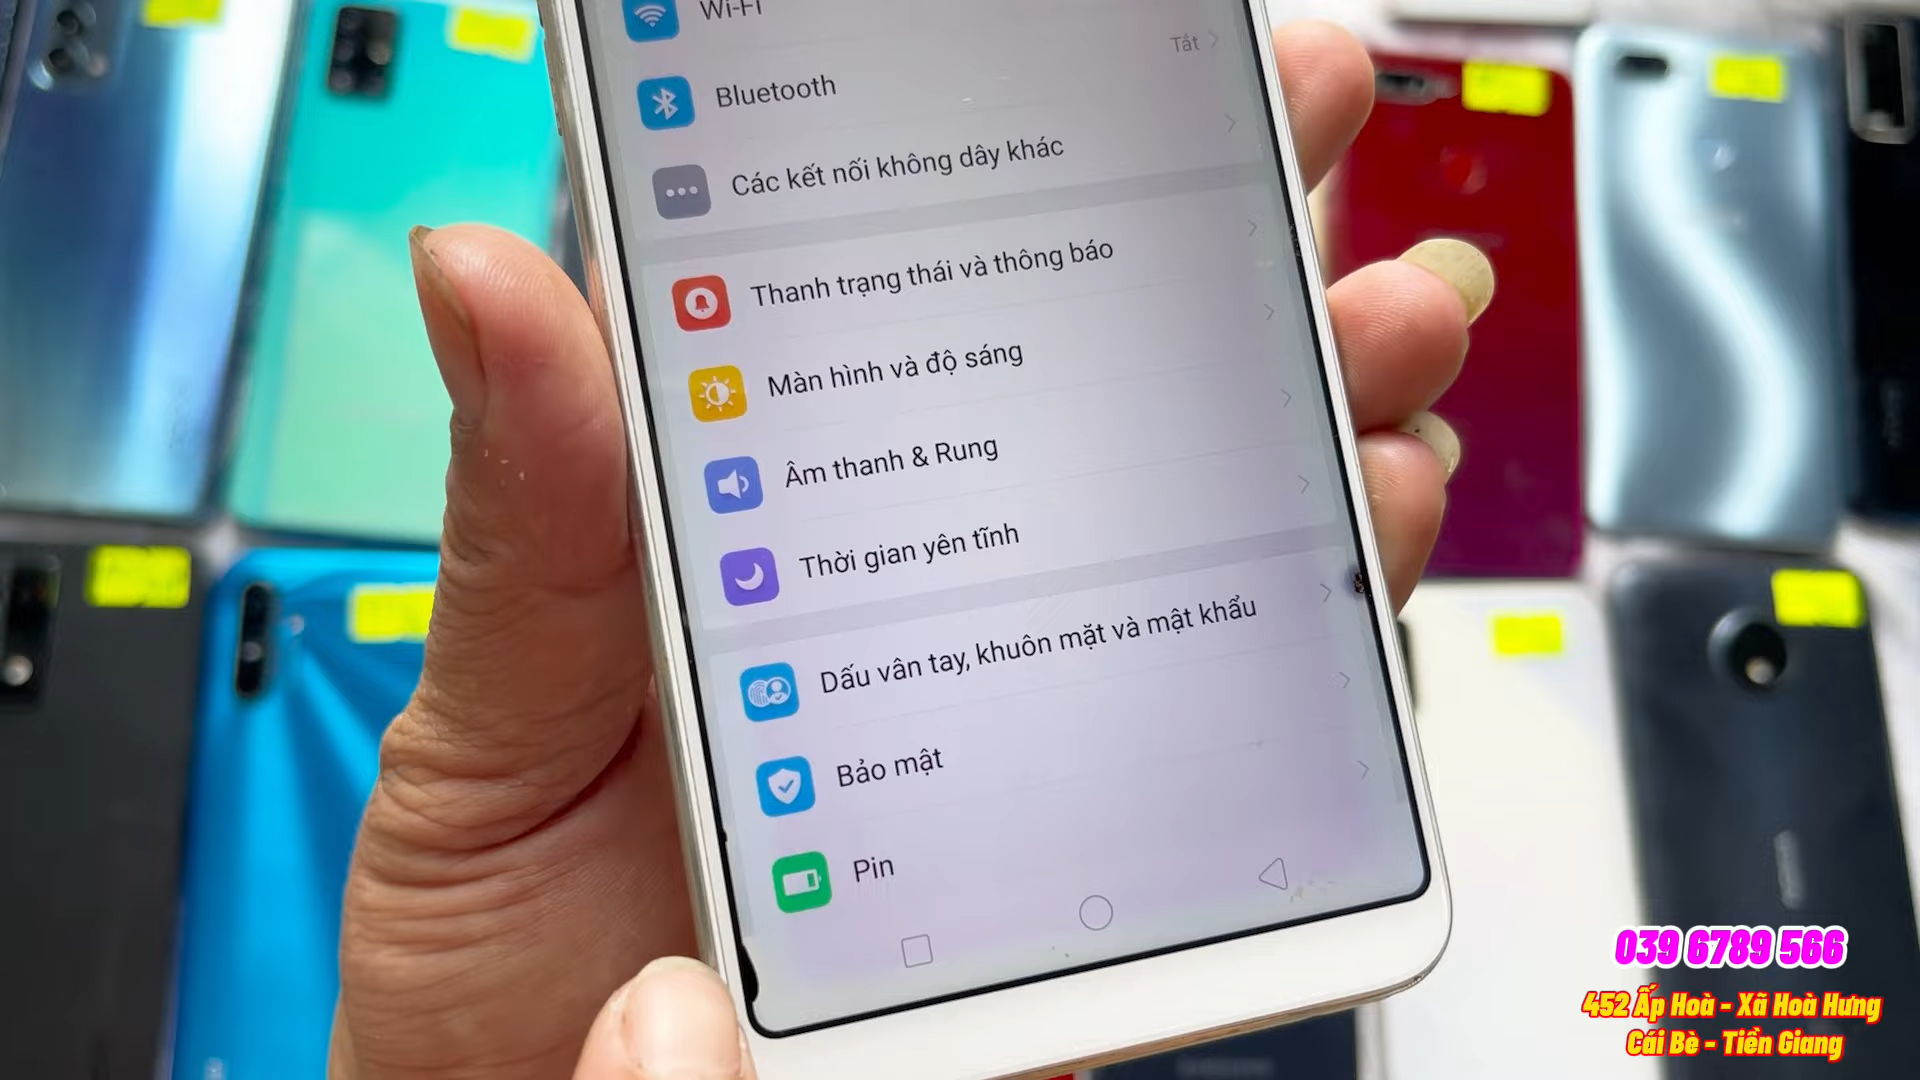 Wi-Fi
Tắt
Bluetooth
Các kết nối không dây khác
Thanh trạng thái và thông báo
Màn hình và độ sáng
Âm thanh & Rung
Thời gian yên tĩnh
Dấu vân tay, khuôn mặt và mật khẩu
Bảo mật
Pin
039 6789 566
452 Ấp Hoà - Xã Hoà Hưng
Cái Bè - Tiền Giang